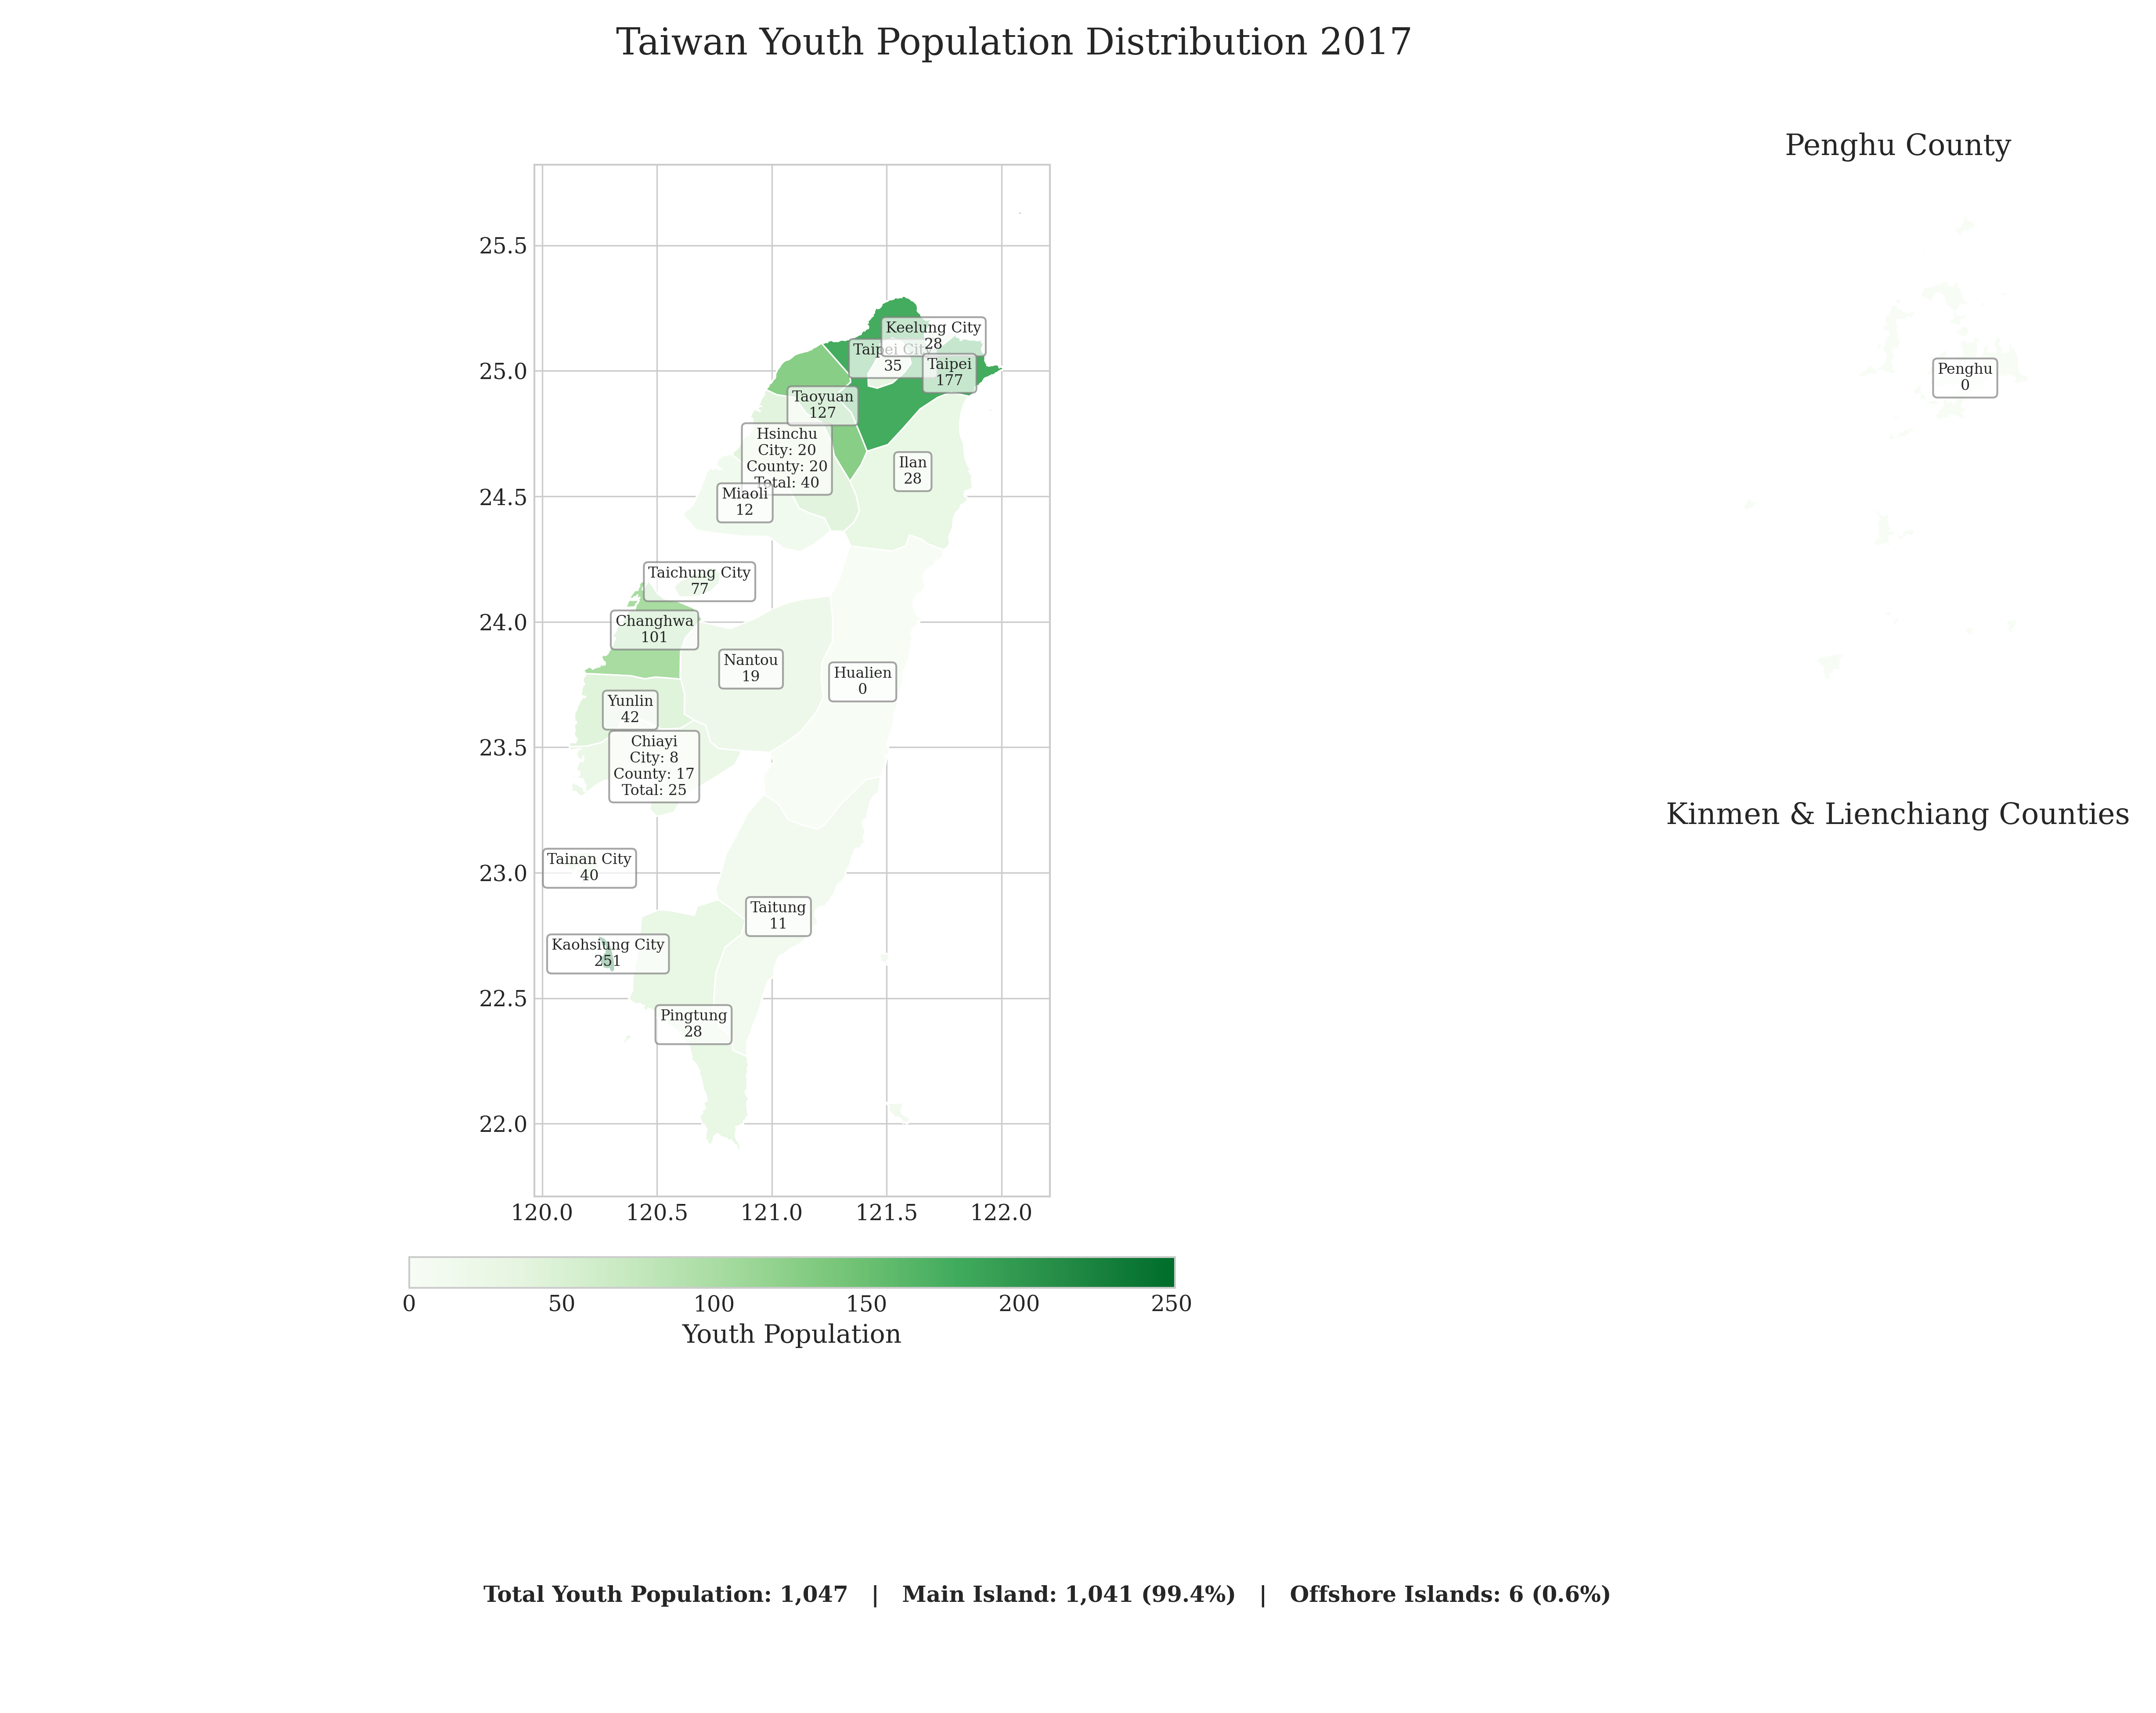 Taiwan Youth Population Distribution 2017
Penghu County
25.5
25.0
24.5
24.0
23.5
23.0
22.5
22.0
Keelung City
28
Taipei City
35
Taipei
177
Taoyuan
127
Hsinchu
City: 20
County: 20
Total: 40
Ilan
28
Miaoli
12
Taichung City
77
Changhwa
101
Nantou
19
Hualien
0
Yunlin
42
Chiayi
City: 8
County: 17
Total: 25
Tainan City
40
Taitung
11
Kaohsiung City
251
Pingtung
28
120.0 120.5 121.0 121.5 122.0
Penghu
0
Kinmen & Lienchiang Counties
0 50 100 150 200 250
Youth Population
Total Youth Population: 1,047 | Main Island: 1,041 (99.4%) | Offshore Islands: 6 (0.6%)